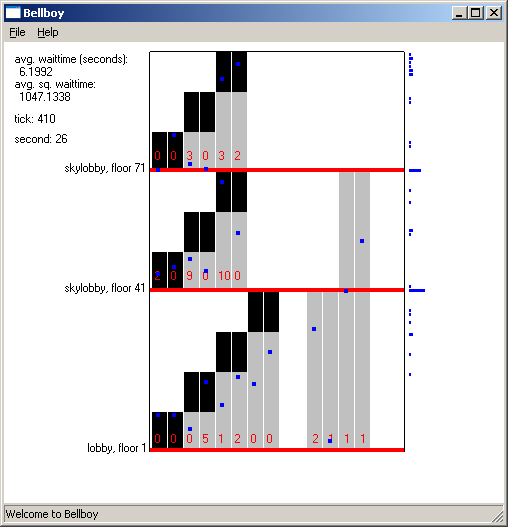 Bellboy
File Help
avg. waittime (seconds):
6.1992
avg. sq. waittime:
1047.1338
tick: 410
second: 26
0 0 3 0 3 2
skylobby, floor 71
2 0 9 0 10 0
skylobby, floor 41
0 0 0 5 1 2 0 0 2 1 1 1
lobby, floor 1
Welcome to Bellboy